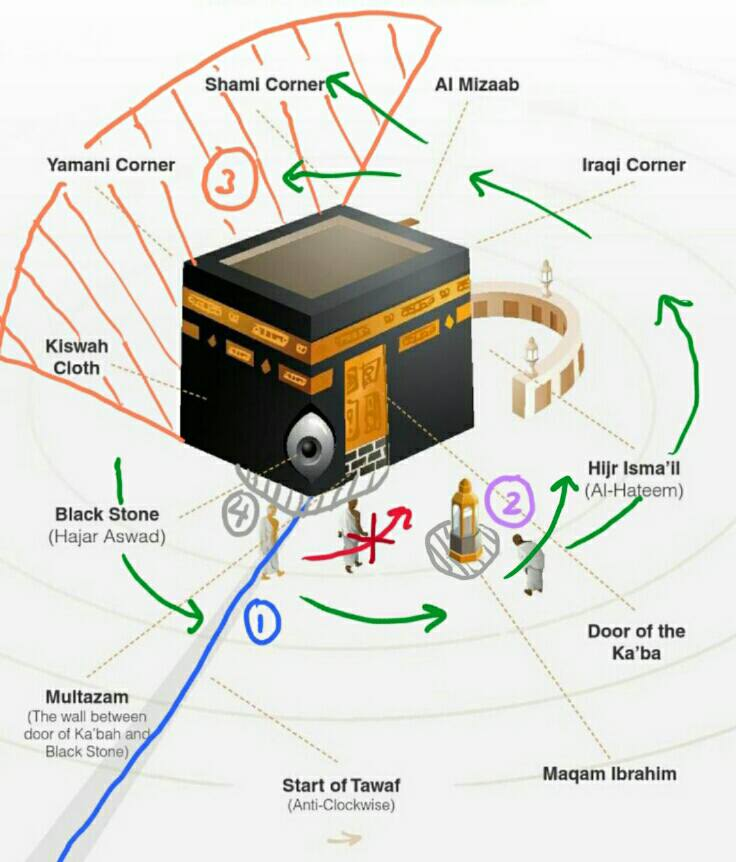 Shami Corner
Al Mizaab
Yamani Corner
3
Iraqi Corner
Kiswah
Cloth
Hijr Isma'il
(Al-Hateem)
Black Stone
(Hajar Aswad)
4
2
1
Door of the
Ka'ba
Multazam
(The wall between
door of Ka'bah and
Black Stone)
Maqam Ibrahim
Start of Tawaf
(Anti-Clockwise)